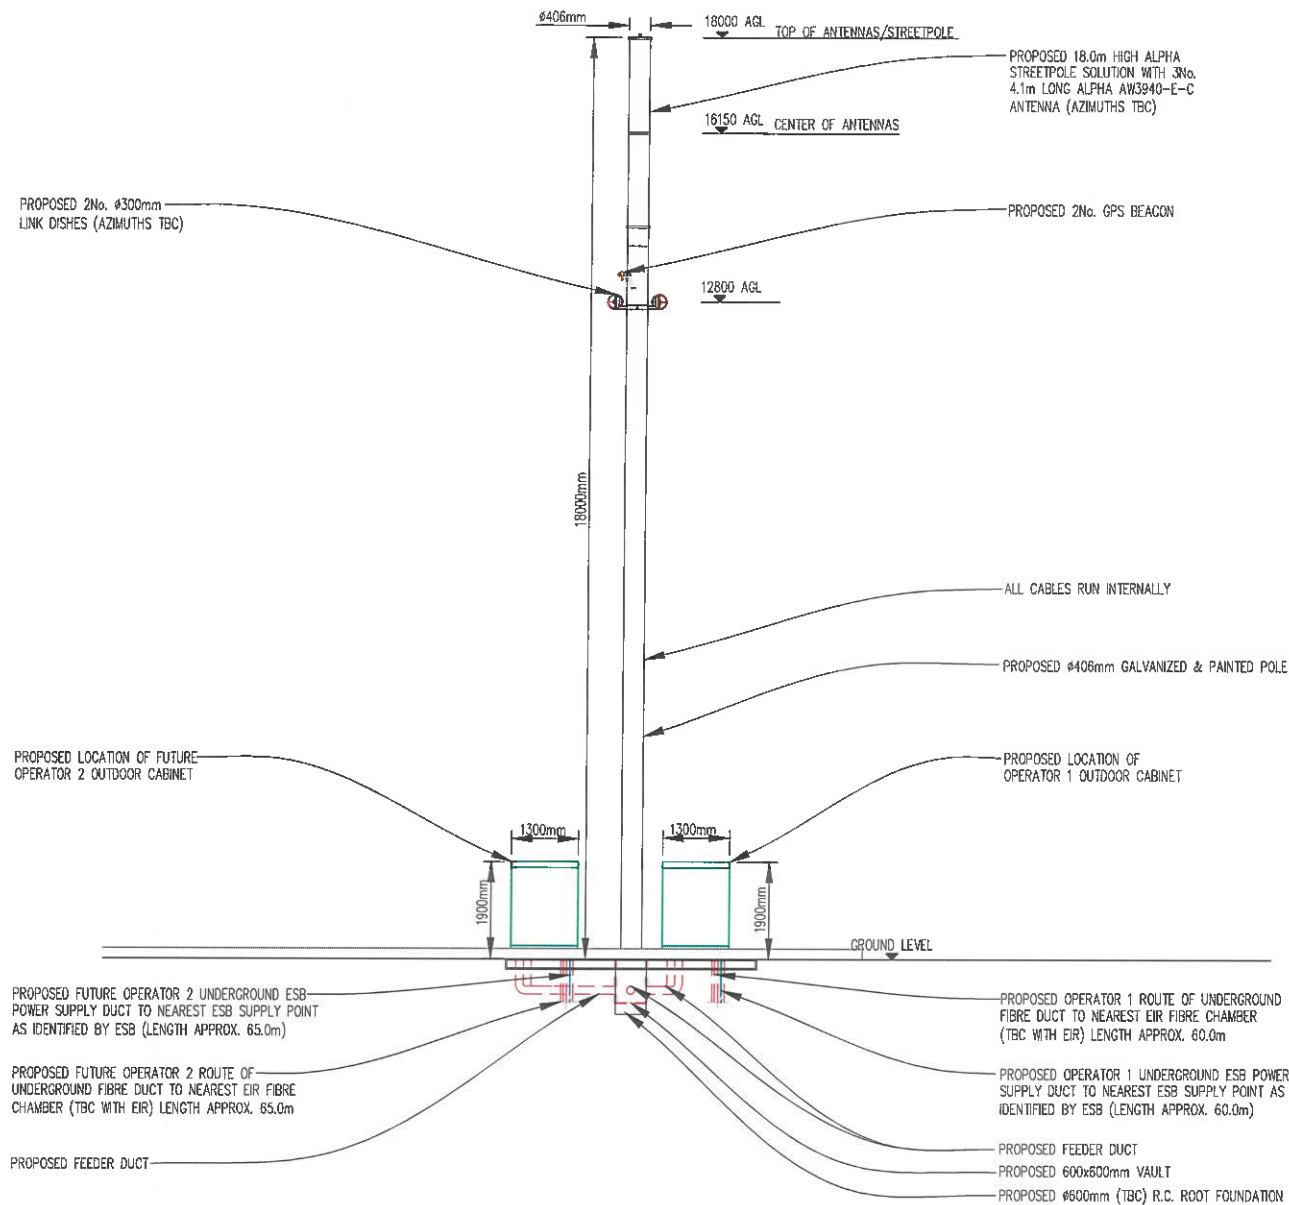 ø406mm
18000 AGL
TOP OF ANTENNAS/STREETPOLE
PROPOSED 18.0m HIGH ALPHA
STREETPOLE SOLUTION WITH 3No.
4.1m LONG ALPHA AW3940-E-C
ANTENNA (AZIMUTHS TBC)
16150 AGL
CENTER OF ANTENNAS
PROPOSED 2No. ø300mm
LINK DISHES (AZIMUTHS TBC)
PROPOSED 2No. GPS BEACON
12800 AGL
18000mm
ALL CABLES RUN INTERNALLY
PROPOSED ø406mm GALVANIZED & PAINTED POLE
PROPOSED LOCATION OF FUTURE
OPERATOR 2 OUTDOOR CABINET
PROPOSED LOCATION OF
OPERATOR 1 OUTDOOR CABINET
1300mm
1300mm
1900mm
1900mm
GROUND LEVEL
PROPOSED FUTURE OPERATOR 2 UNDERGROUND ESB
POWER SUPPLY DUCT TO NEAREST ESB SUPPLY POINT
AS IDENTIFIED BY ESB (LENGTH APPROX. 65.0m)
PROPOSED OPERATOR 1 ROUTE OF UNDERGROUND
FIBRE DUCT TO NEAREST EIR FIBRE CHAMBER
(TBC WITH EIR) LENGTH APPROX. 60.0m
PROPOSED FUTURE OPERATOR 2 ROUTE OF
UNDERGROUND FIBRE DUCT TO NEAREST EIR FIBRE
CHAMBER (TBC WITH EIR) LENGTH APPROX. 65.0m
PROPOSED OPERATOR 1 UNDERGROUND ESB POWER
SUPPLY DUCT TO NEAREST ESB SUPPLY POINT AS
IDENTIFIED BY ESB (LENGTH APPROX. 60.0m)
PROPOSED FEEDER DUCT
PROPOSED FEEDER DUCT
PROPOSED 600x600mm VAULT
PROPOSED ø600mm (TBC) R.C. ROOT FOUNDATION